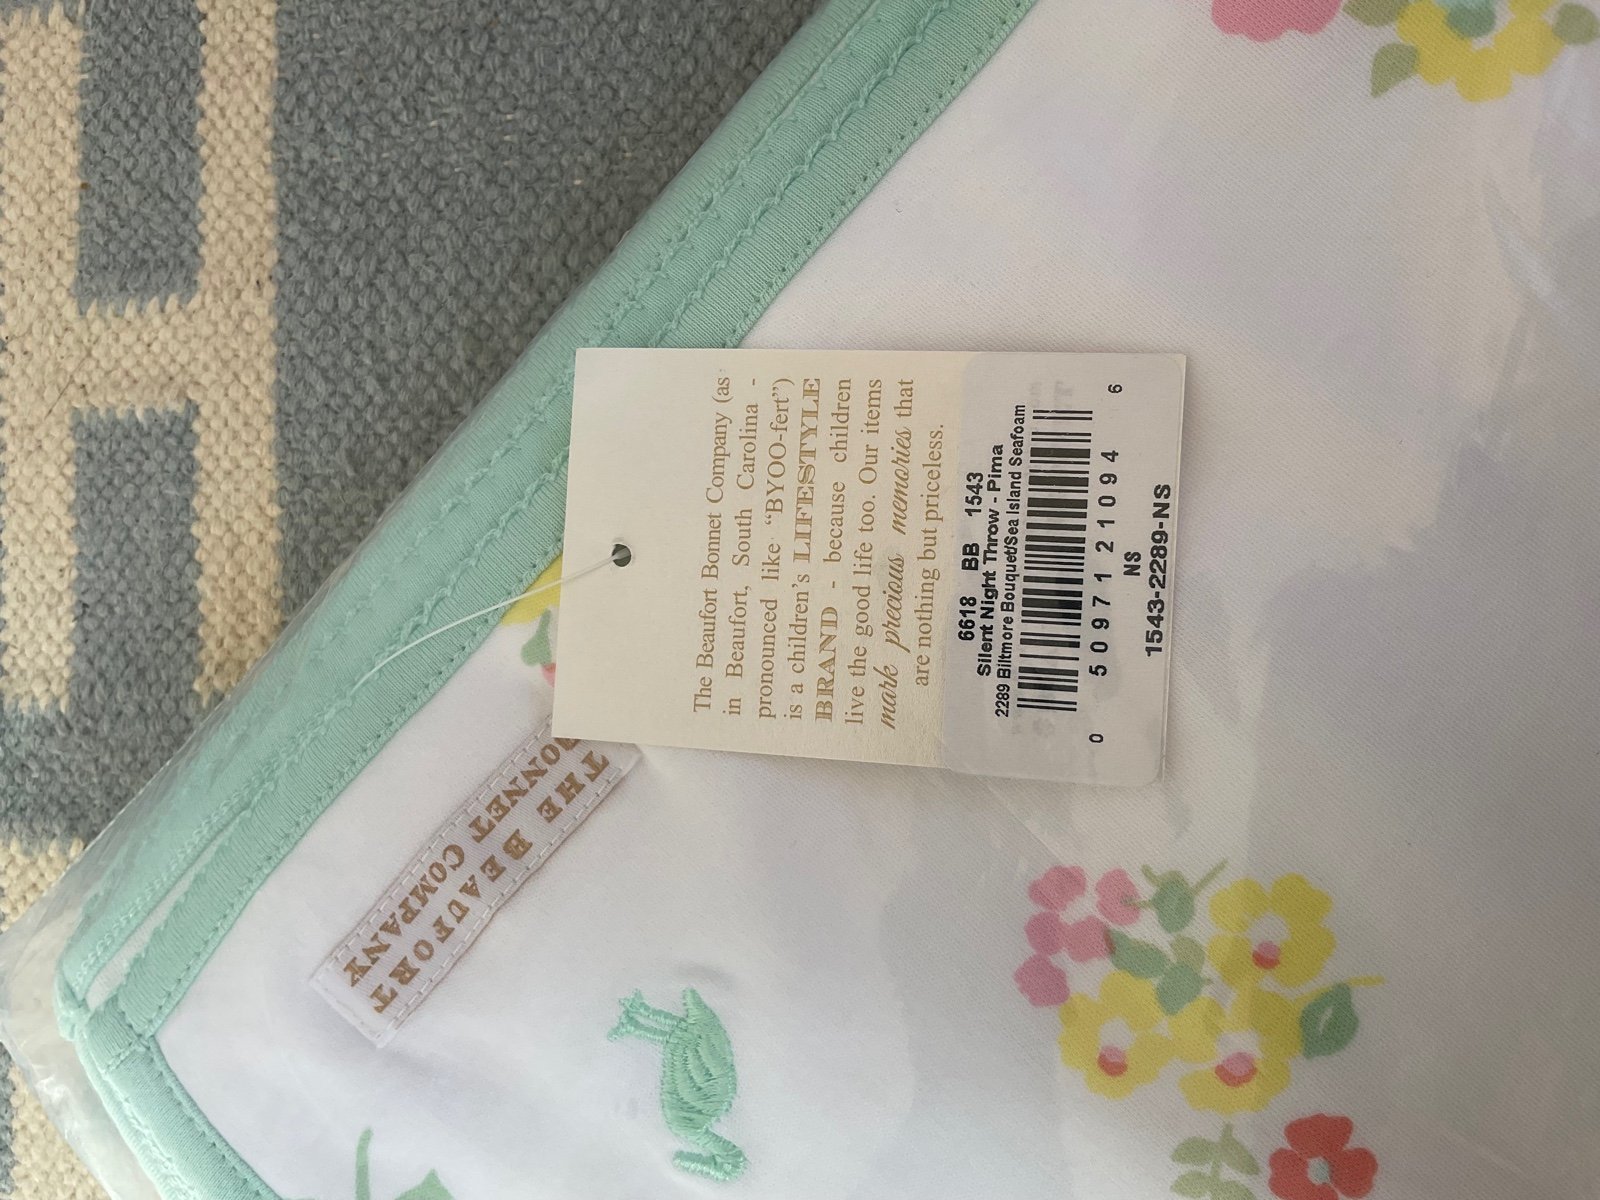 The Beaufort Bonnet Company (as
in Beaufort, South Carolina -
pronounced like “BYOO-fert”)
is a children’s LIFESTYLE
BRAND - because children
live the good life too. Our items
mark precious memories that
are nothing but priceless.
6618 BB 1543
Silent Night Throw - Pima
2289 Biltmore Bouquet/Sea Island Seafoam
0 50971 21094 6
NS
1543-2289-NS
THE BEAUFORT
BONNET COMPANY